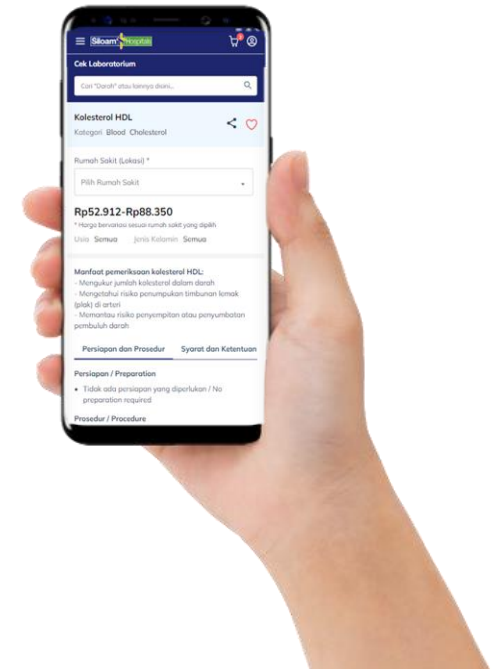 Siloam Hospitals
Cek Laboratorium
Cari "Darah" atau lainnya disini...
Kolesterol HDL
Kategori Blood Cholesterol
Rumah Sakit (Lokasi) *
Pilih Rumah Sakit
Rp52.912-Rp88.350
* Harga bervariasi sesuai rumah sakit yang dipilih
Usia Semua Jenis Kelamin Semua
Manfaat pemeriksaan kolesterol HDL:
- Mengukur jumlah kolesterol dalam darah
- Mengetahui risiko penumpukan timbunan lemak
(plak) di arteri
- Memantau risiko penyempitan atau penyumbatan
pembuluh darah
Persiapan dan Prosedur Syarat dan Ketentuan
Persiapan / Preparation
• Tidak ada persiapan yang diperlukan / No
preparation required
Prosedur / Procedure